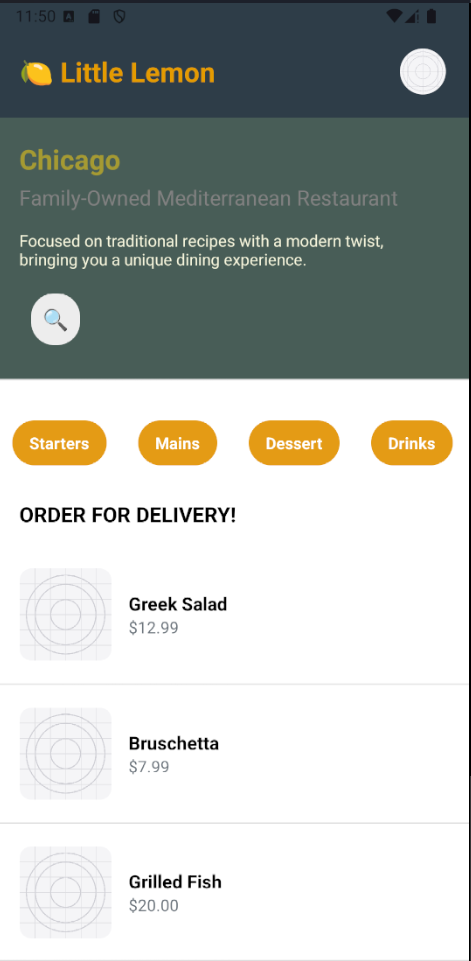 11:50
Little Lemon
Chicago
Family-Owned Mediterranean Restaurant
Focused on traditional recipes with a modern twist,
bringing you a unique dining experience.
Starters Mains Dessert Drinks
ORDER FOR DELIVERY!
Greek Salad
$12.99
Bruschetta
$7.99
Grilled Fish
$20.00